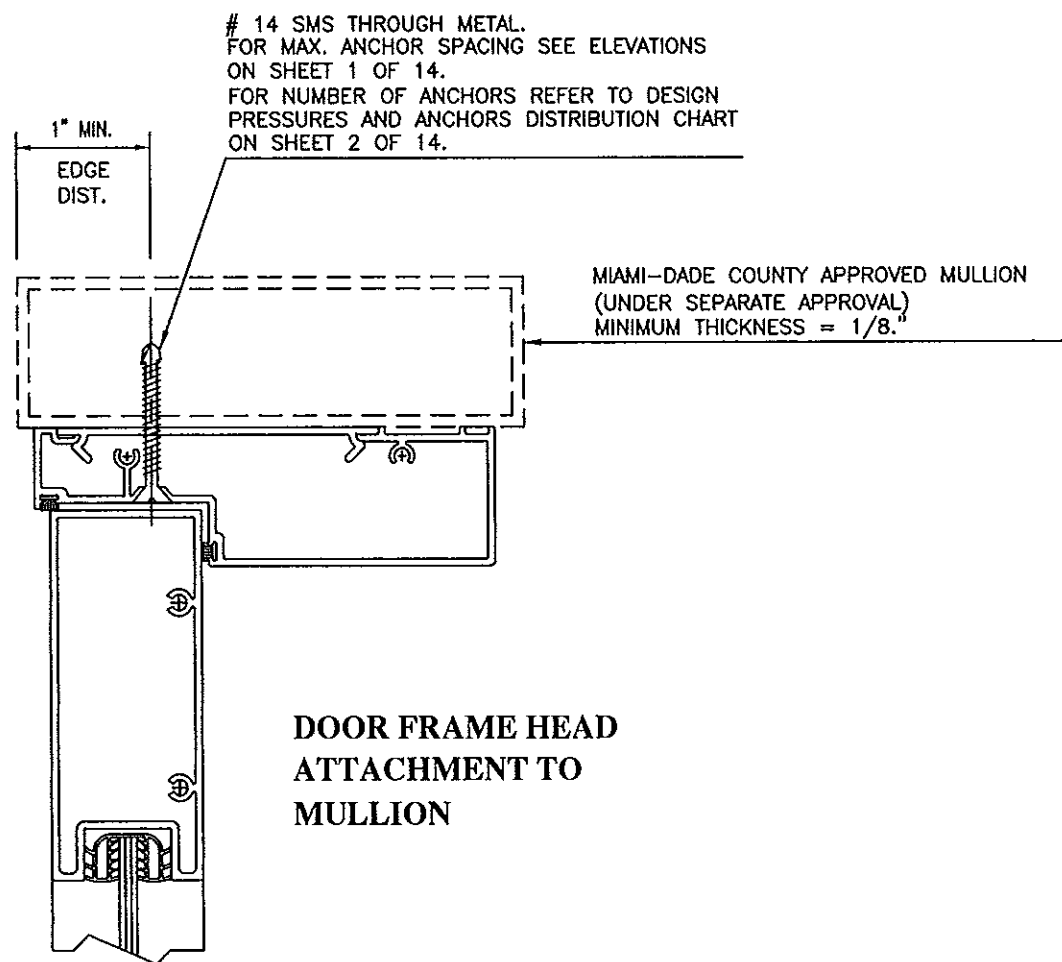 # 14 SMS THROUGH METAL.
FOR MAX. ANCHOR SPACING SEE ELEVATIONS
ON SHEET 1 OF 14.
FOR NUMBER OF ANCHORS REFER TO DESIGN
PRESSURES AND ANCHORS DISTRIBUTION CHART
ON SHEET 2 OF 14.
1" MIN.
EDGE
DIST.
MIAMI-DADE COUNTY APPROVED MULLION
(UNDER SEPARATE APPROVAL)
MINIMUM THICKNESS = 1/8."
DOOR FRAME HEAD
ATTACHMENT TO
MULLION